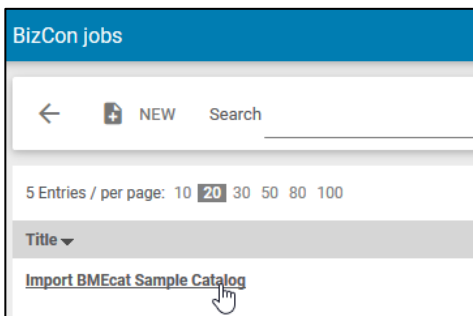 BizCon jobs
NEW Search
5 Entries / per page: 10 20 30 50 80 100
Title
Import BMEcat Sample Catalog